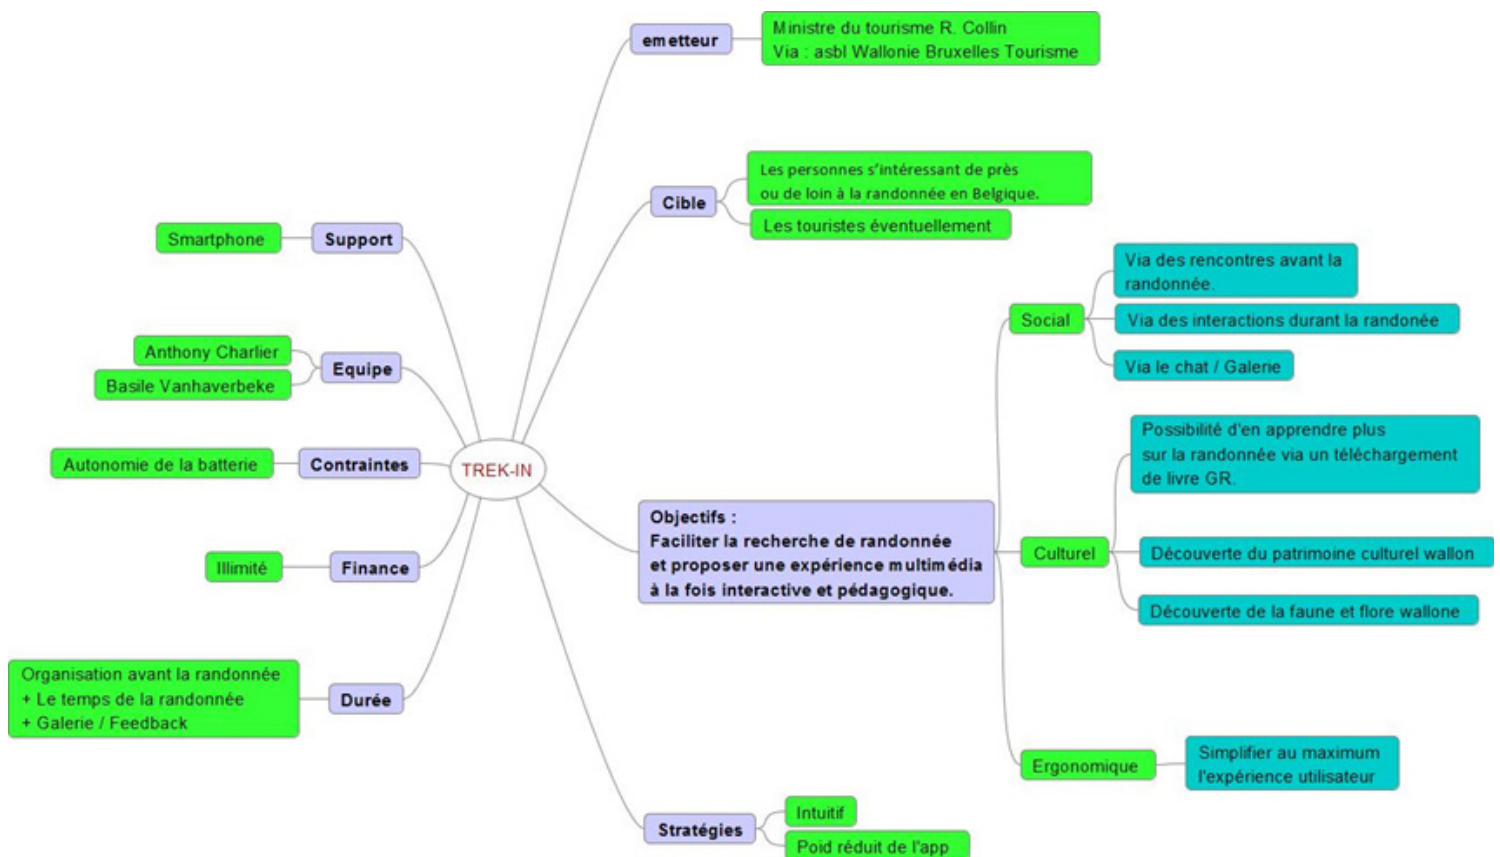 emetteur
Ministre du tourisme R. Collin
Via : asbl Wallonie Bruxelles Tourisme
Cible
Les personnes s'intéressant de près
ou de loin à la randonnée en Belgique.
Les touristes éventuellement
Smartphone
Support
Anthony Charlier
Basile Vanhaverbeke
Equipe
Autonomie de la batterie
Contraintes
TREK-IN
Illimité
Finance
Organisation avant la randonnée
+ Le temps de la randonnée
+ Galerie / Feedback
Durée
Objectifs :
Faciliter la recherche de randonnée
et proposer une expérience multimédia
à la fois interactive et pédagogique.
Social
Via des rencontres avant la
randonnée.
Via des interactions durant la randonée
Via le chat / Galerie
Culturel
Possibilité d'en apprendre plus
sur la randonnée via un téléchargement
de livre GR.
Découverte du patrimoine culturel wallon
Découverte de la faune et flore wallone
Ergonomique
Simplifier au maximum
l'expérience utilisateur
Stratégies
Intuitif
Poid réduit de l'app